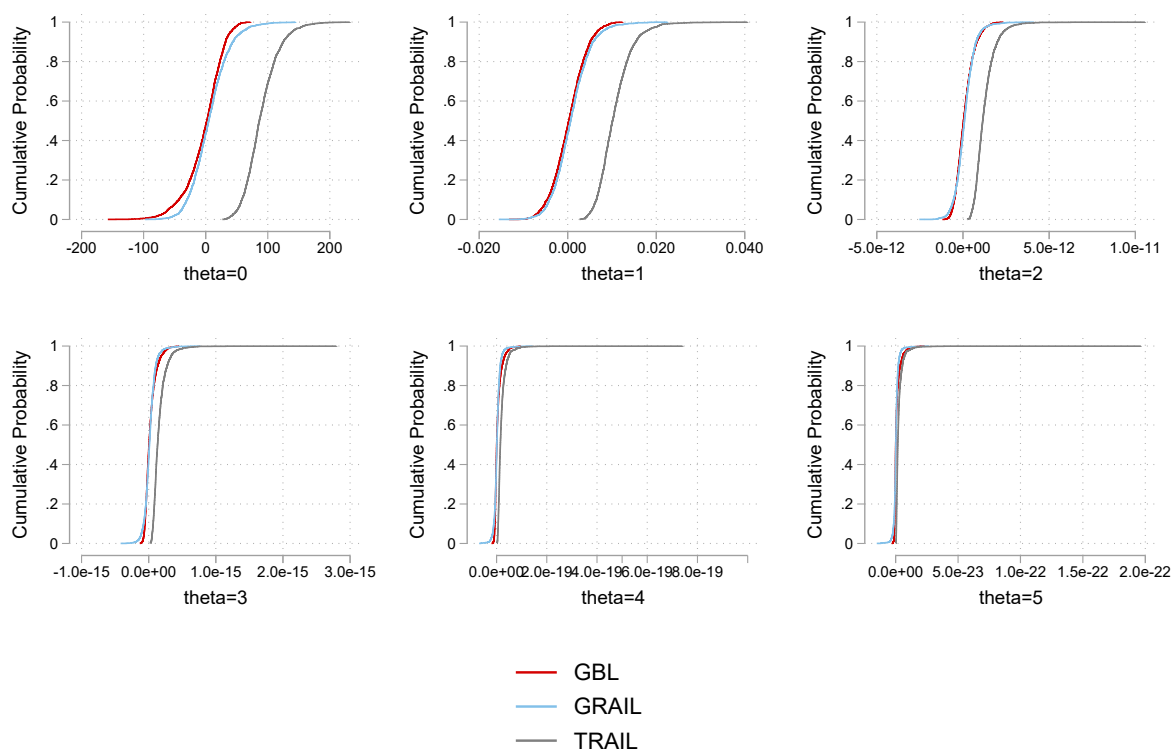 Cumulative Probability
1
.8
.6
.4
.2
0
-200 -100 0 100 200
theta=0
Cumulative Probability
1
.8
.6
.4
.2
0
-0.020 0.000 0.020 0.040
theta=1
Cumulative Probability
1
.8
.6
.4
.2
0
-5.0e-12 0.0e+00 5.0e-12 1.0e-11
theta=2
Cumulative Probability
1
.8
.6
.4
.2
0
-1.0e-15 0.0e+00 1.0e-15 2.0e-15 3.0e-15
theta=3
Cumulative Probability
1
.8
.6
.4
.2
0
0.0e+00 2.0e-19 4.0e-19 6.0e-19 8.0e-19
theta=4
Cumulative Probability
1
.8
.6
.4
.2
0
0.0e+00 5.0e-23 1.0e-22 1.5e-22 2.0e-22
theta=5
GBL
GRAIL
TRAIL